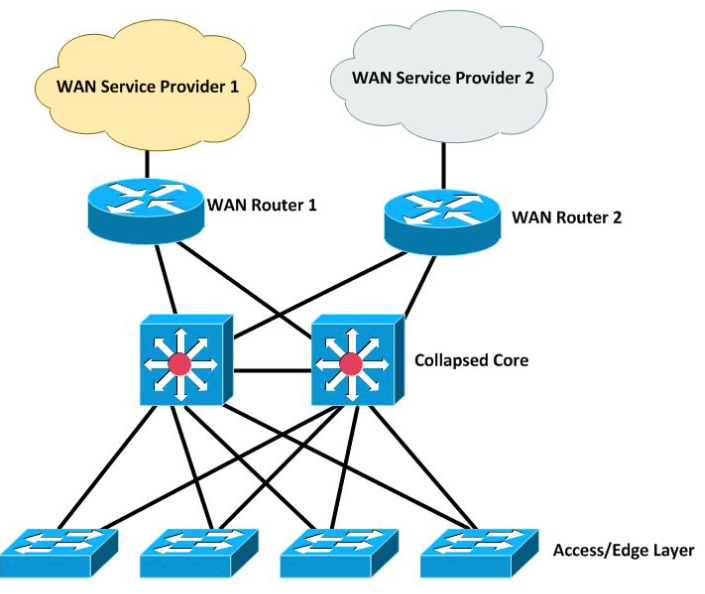 WAN Service Provider 1
WAN Service Provider 2
WAN Router 1
WAN Router 2
Collapsed Core
Access/Edge Layer